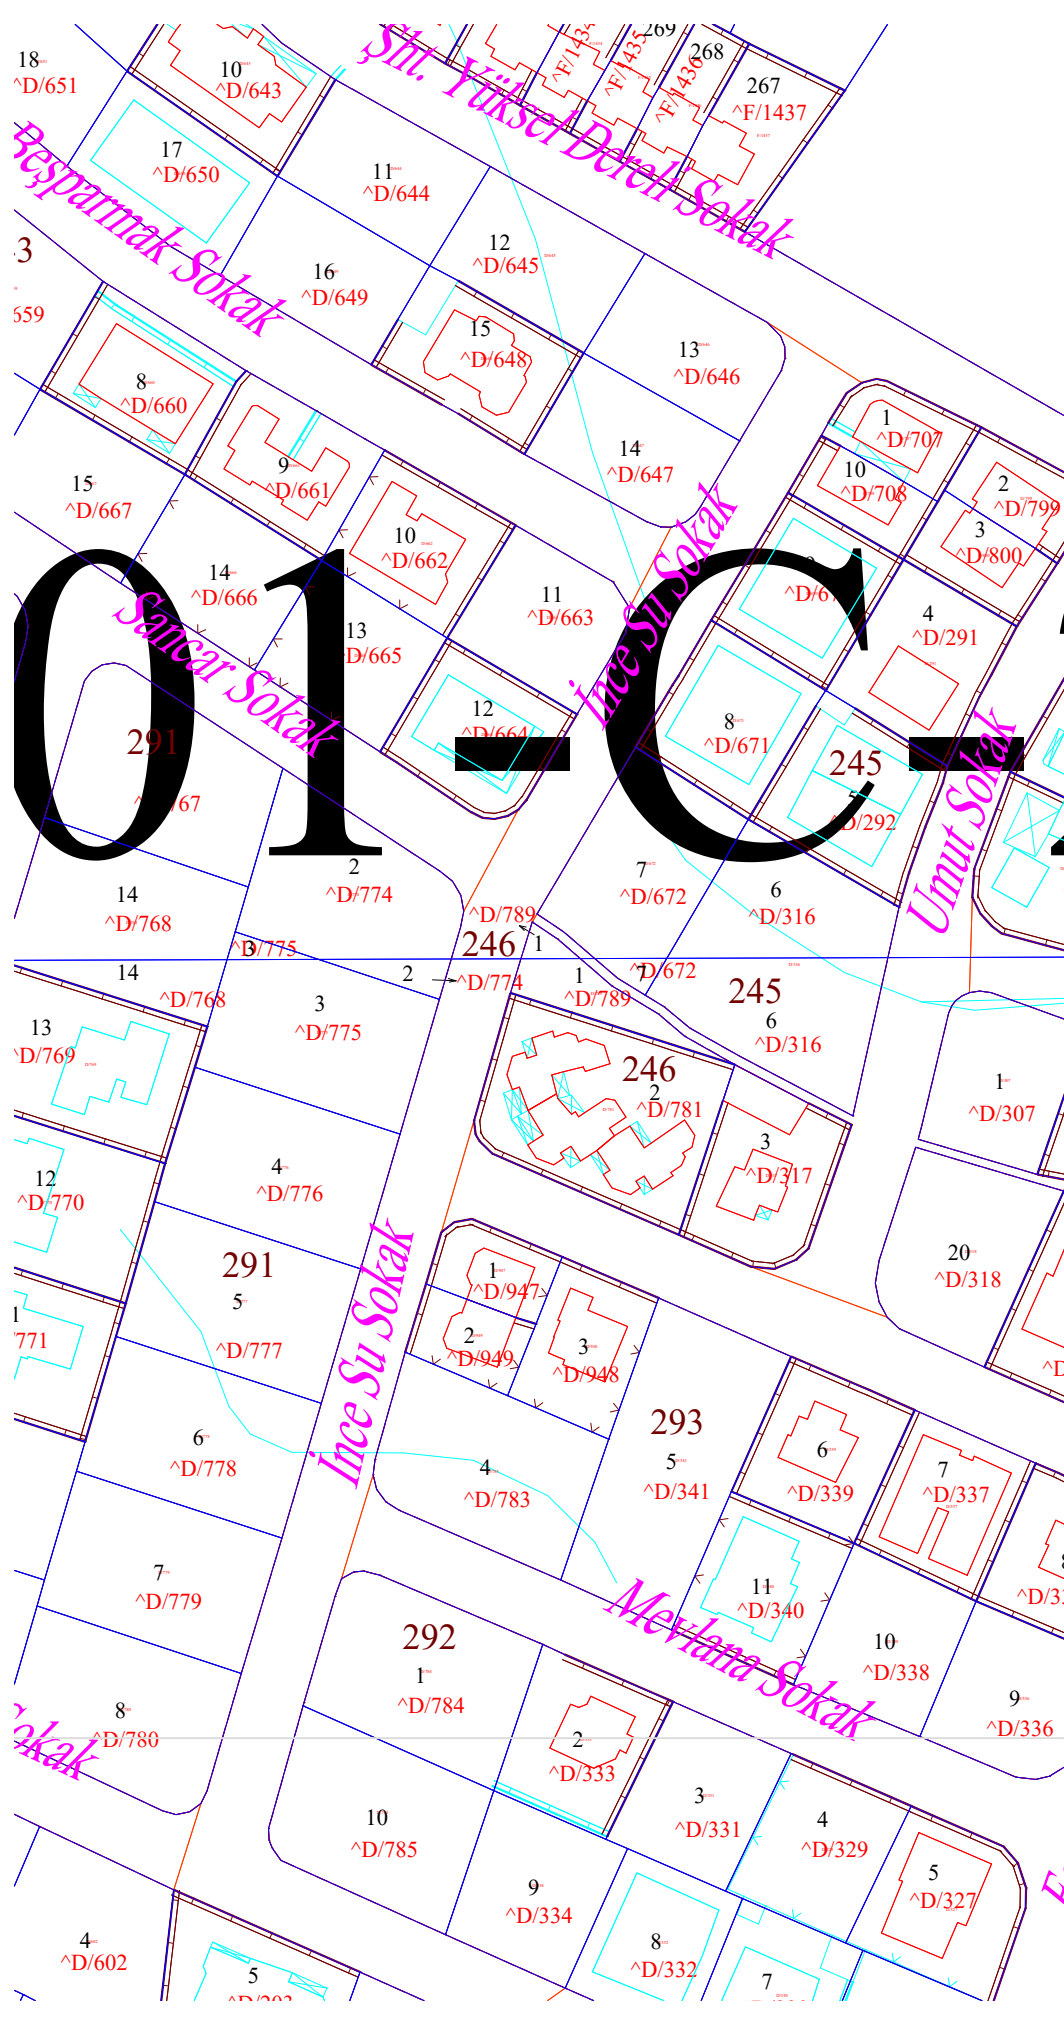 269
18
^D/651
10
^D/643
^F/1434
^F/1435
268
^F/1436
267
^F/1437
Şht. Yüksel Dereli Sokak
17
^D/650
11
^D/644
Beşparmak Sokak
12
^D/645
16
^D/649
15
^D/648
13
^D/646
14
^D/647
8
^D/660
9
^D/661
1
^D/707
10
^D/708
2
^D/799
3
^D/800
15
^D/667
10
^D/662
14
^D/666
11
^D/663
13
^D/665
4
^D/291
01-C-
Sancar Sokak
İnce Su Sokak
12
^D/664
8
^D/671
291
245
5
^D/292
Umut Sokak
2
^D/774
7
^D/672
6
^D/316
14
^D/768
^D/789
246
1
3
^D/775
14
^D/768
2
^D/774
1
^D/789
7
^D/672
245
6
^D/316
3
^D/775
13
^D/769
246
2
^D/781
1
^D/307
3
^D/317
4
^D/776
12
^D/770
20
^D/318
291
5
^D/777
İnce Su Sokak
1
^D/947
2
^D/949
3
^D/948
293
5
^D/341
6
^D/339
7
^D/337
6
^D/778
4
^D/783
7
^D/779
11
^D/340
Mevlana Sokak
10
^D/338
9
^D/336
292
1
^D/784
8
^D/780
Sokak
2
^D/333
3
^D/331
4
^D/329
10
^D/785
5
^D/327
9
^D/334
4
^D/602
8
^D/332
5
7